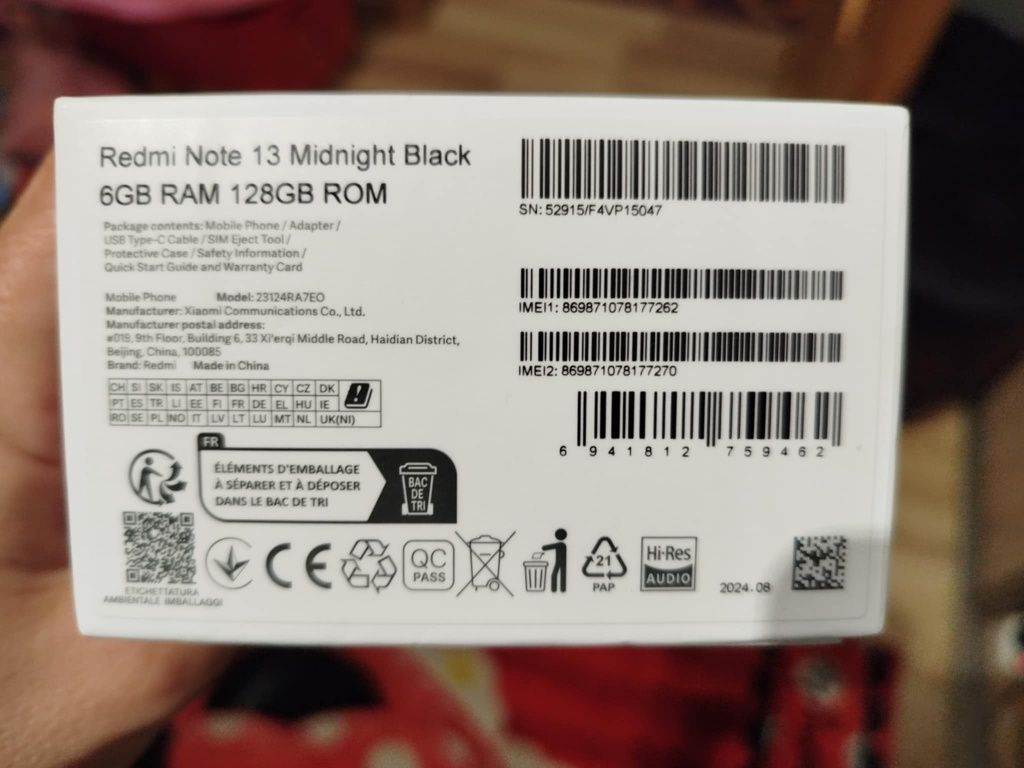 Redmi Note 13 Midnight Black
6GB RAM 128GB ROM
Package contents: Mobile Phone / Adapter /
USB Type-C Cable / SIM Eject Tool /
Protective Case / Safety Information /
Quick Start Guide and Warranty Card
Mobile Phone Model: 23124RA7EO
Manufacturer: Xiaomi Communications Co., Ltd.
Manufacturer postal address:
#019, 9th Floor, Building 6, 33 Xi'erqi Middle Road, Haidian District,
Beijing, China, 100085
Brand: Redmi Made in China
CH SI SK IS AT BE BG HR CY CZ DK
PT ES TR LI EE FI FR DE EL HU IE
RO SE PL NO IT LV LT LU MT NL UK(NI)
SN: 52915/F4VP15047
IMEI1: 869871078177262
IMEI2: 869871078177270
6 941812 759462
FR
ÉLÉMENTS D'EMBALLAGE
À SÉPARER ET À DÉPOSER
DANS LE BAC DE TRI
BAC
DE
TRI
ETICHETTATURA
AMBIENTALE IMBALLAGGI
CE
QC
PASS
21
PAP
Hi-Res
AUDIO
2024.08